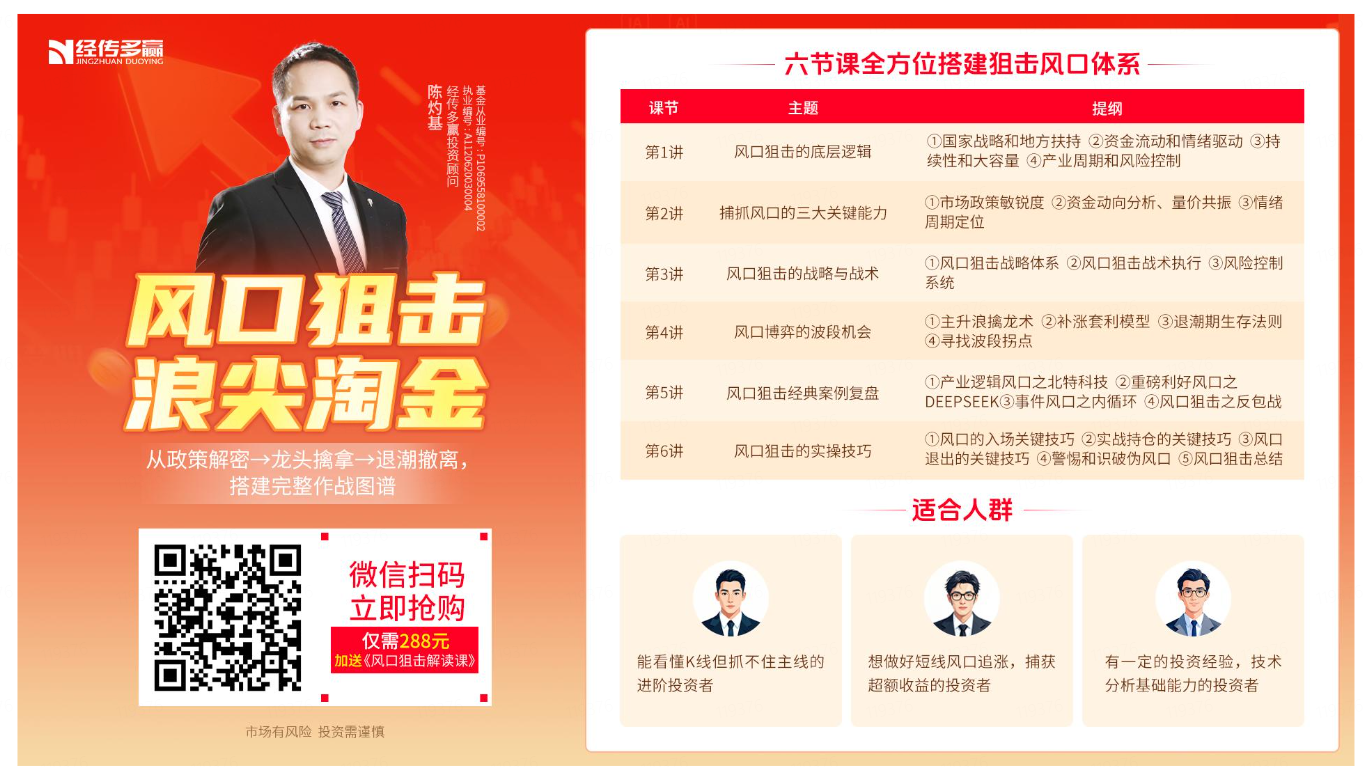 经传多赢
JINGZHUAN DUOYING
陈灼基
经传多赢投资顾问
执业编号:A1120620030004
基金从业编号:P1069558100002
风口狙击
浪尖淘金
从政策解密→龙头擒拿→退潮撤离，
搭建完整作战图谱
微信扫码
立即抢购
仅需288元
加送《风口狙击解读课》
市场有风险 投资需谨慎
六节课全方位搭建狙击风口体系
课节 主题 提纲
第1讲 风口狙击的底层逻辑 ①国家战略和地方扶持 ②资金流动和情绪驱动 ③持
续性和大容量 ④产业周期和风险控制
第2讲 捕抓风口的三大关键能力 ①市场政策敏锐度 ②资金动向分析、量价共振 ③情绪
周期定位
第3讲 风口狙击的战略与战术 ①风口狙击战略体系 ②风口狙击战术执行 ③风险控制
系统
第4讲 风口博弈的波段机会 ①主升浪擒龙术 ②补涨套利模型 ③退潮期生存法则
④寻找波段拐点
第5讲 风口狙击经典案例复盘 ①产业逻辑风口之北特科技 ②重磅利好风口之
DEEPSEEK③事件风口之内循环 ④风口狙击之反包战
第6讲 风口狙击的实操技巧 ①风口的入场关键技巧 ②实战持仓的关键技巧 ③风口
退出的关键技巧 ④警惕和识破伪风口 ⑤风口狙击总结
适合人群
能看懂K线但抓不住主线的
进阶投资者
想做好短线风口追涨，捕获
超额收益的投资者
有一定的投资经验，技术
分析基础能力的投资者